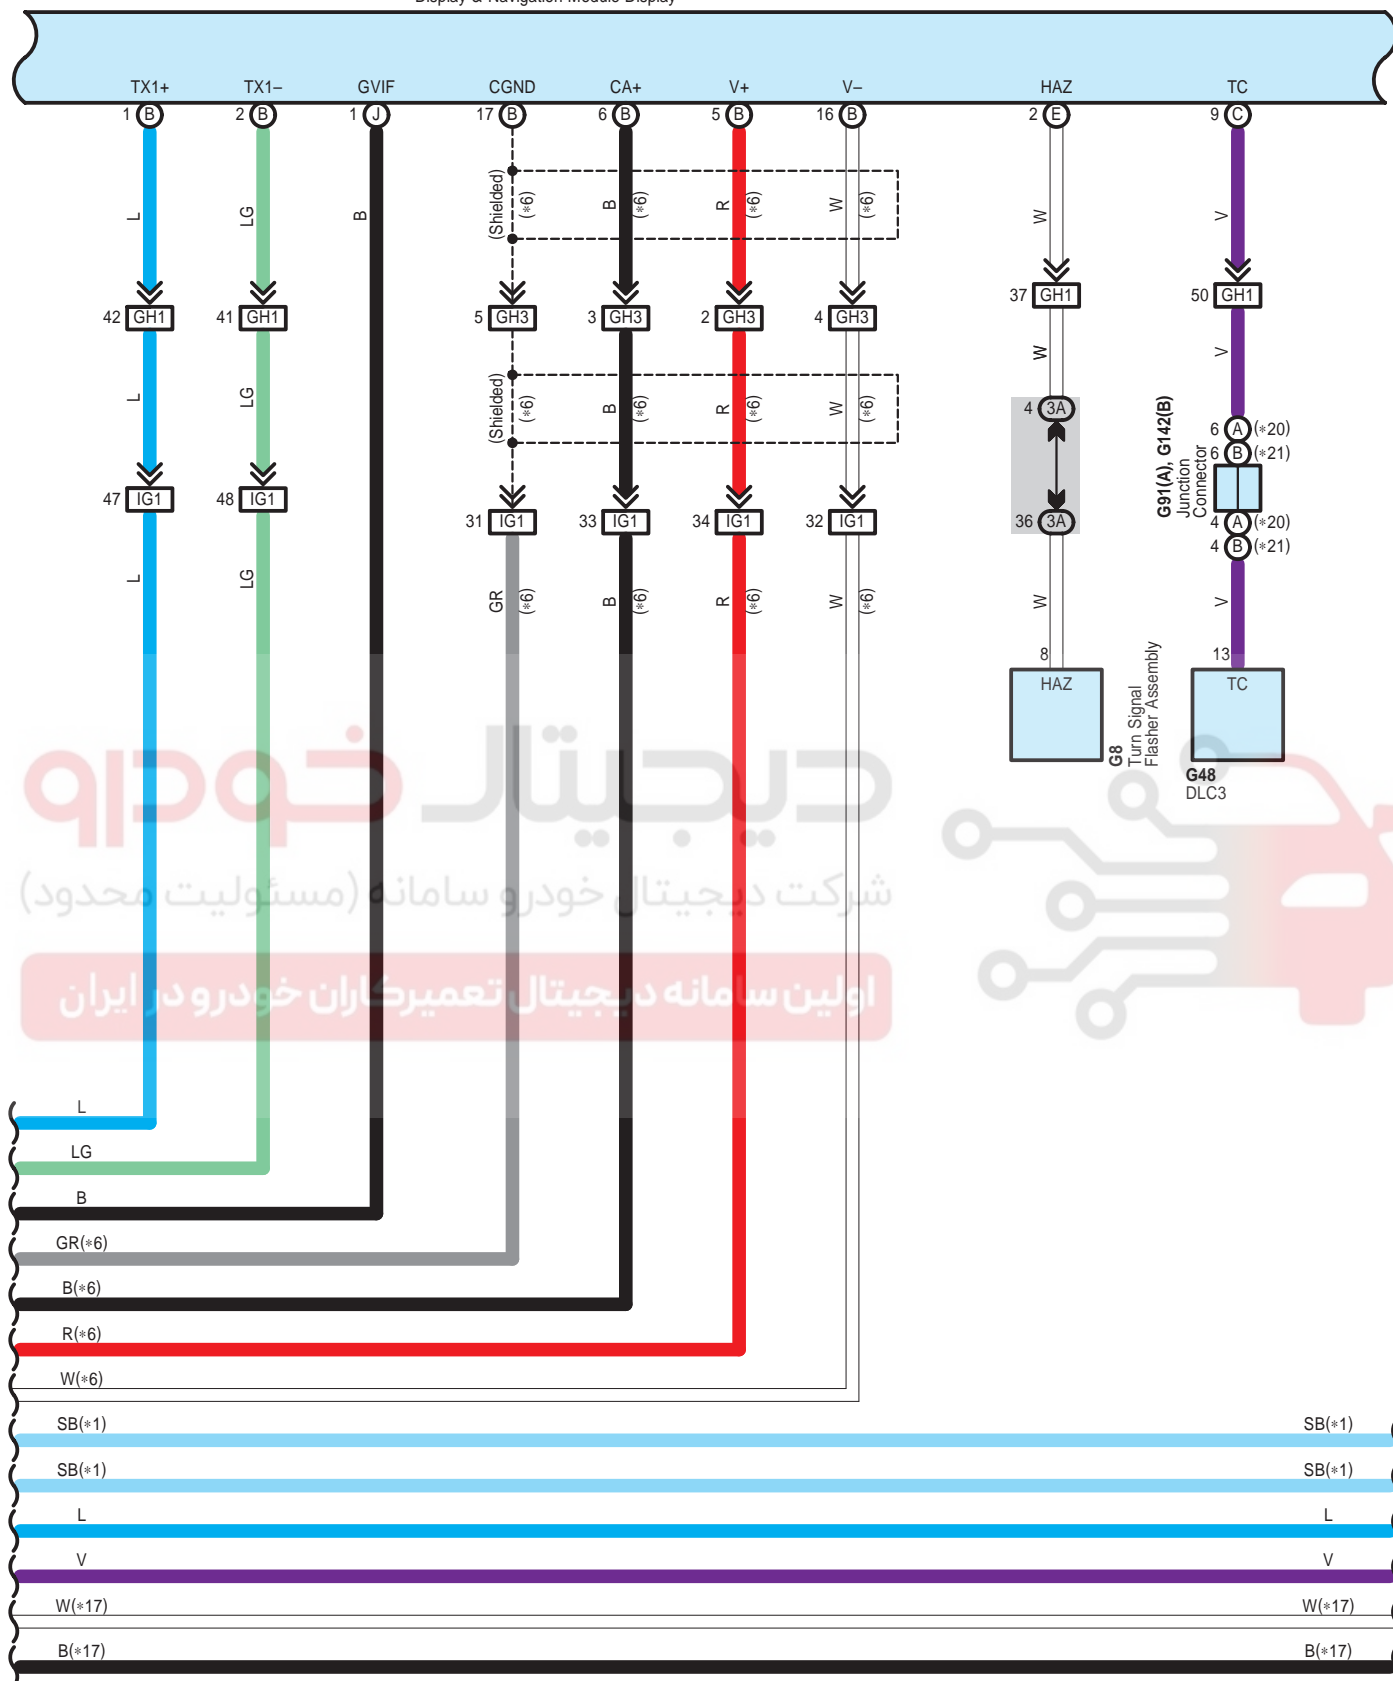 Display & Navigation Module Display
TX1+ TX1– GVIF CGND CA+ V+ V– HAZ TC
1 B 2 B 1 J 17 B 6 B 5 B 16 B 2 E 9 C
L LG B (Shielded) (*6) B (*6) R (*6) W (*6) W V
37 GH1 50 GH1
42 GH1 41 GH1 5 GH3 3 GH3 2 GH3 4 GH3
W V
L LG (Shielded) (*6) B (*6) R (*6) W (*6)
4 3A
6 A (*20)
6 B (*21)
G91(A), G142(B)
Junction
Connector
47 IG1 48 IG1
31 IG1 33 IG1 34 IG1 32 IG1
36 3A
4 A (*20)
4 B (*21)
L LG GR (*6) B (*6) R (*6) W (*6) W V
8 13
HAZ TC
G8
Turn Signal
Flasher Assembly
G48
DLC3
دیجیتال خودرو
شرکت دیجیتال خودرو سامانه (مسئولیت محدود)
اولین سامانه دیجیتال تعمیرکاران خودرو در ایران
L
LG
B
GR(*6)
B(*6)
R(*6)
W(*6)
SB(*1) SB(*1)
SB(*1) SB(*1)
L L
V V
W(*17) W(*17)
B(*17) B(*17)